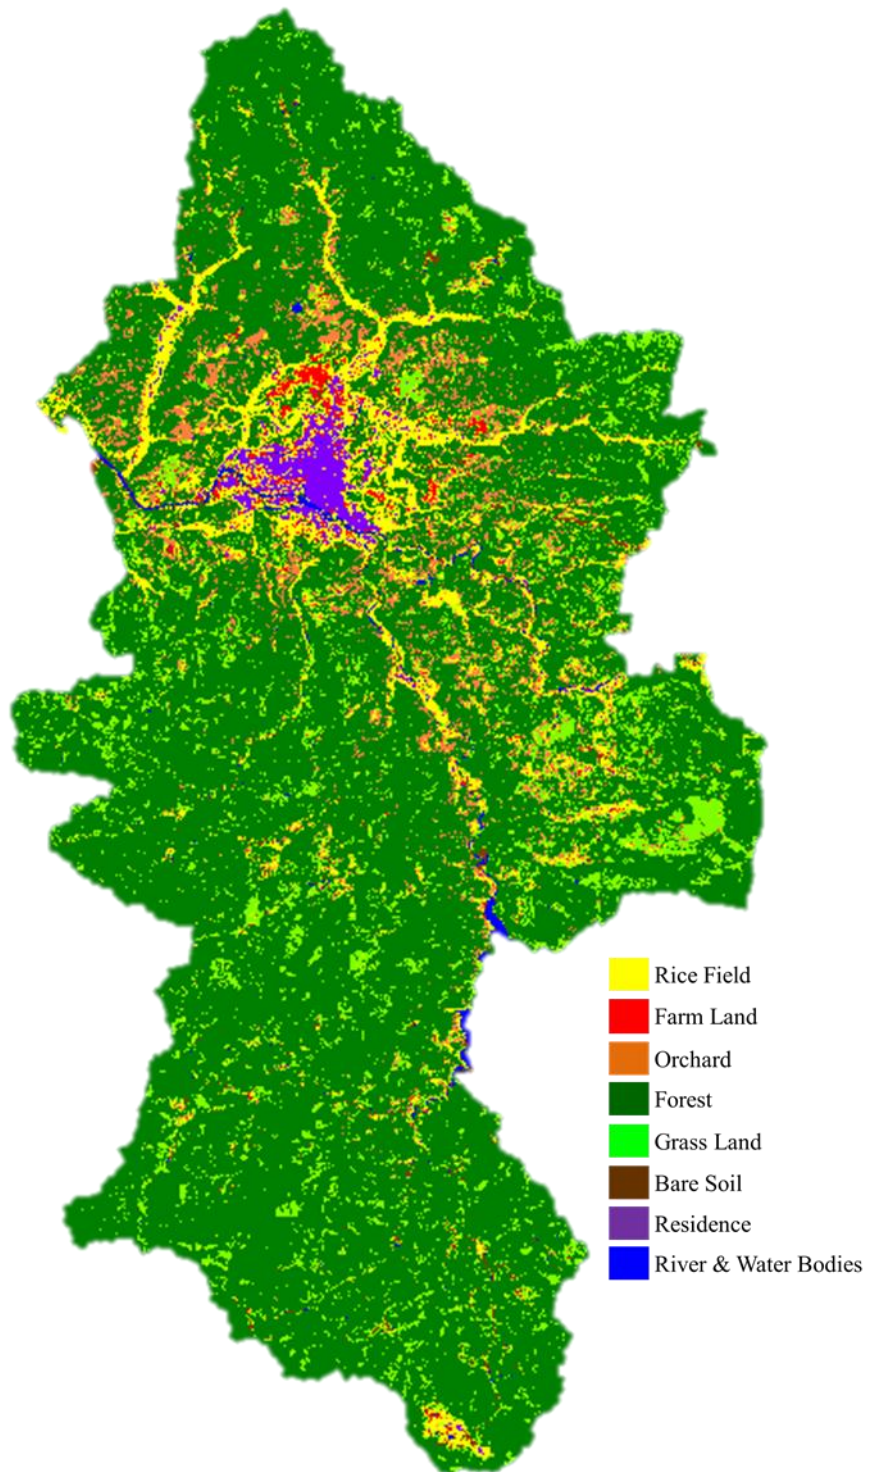 Rice Field
Farm Land
Orchard
Forest
Grass Land
Bare Soil
Residence
River & Water Bodies